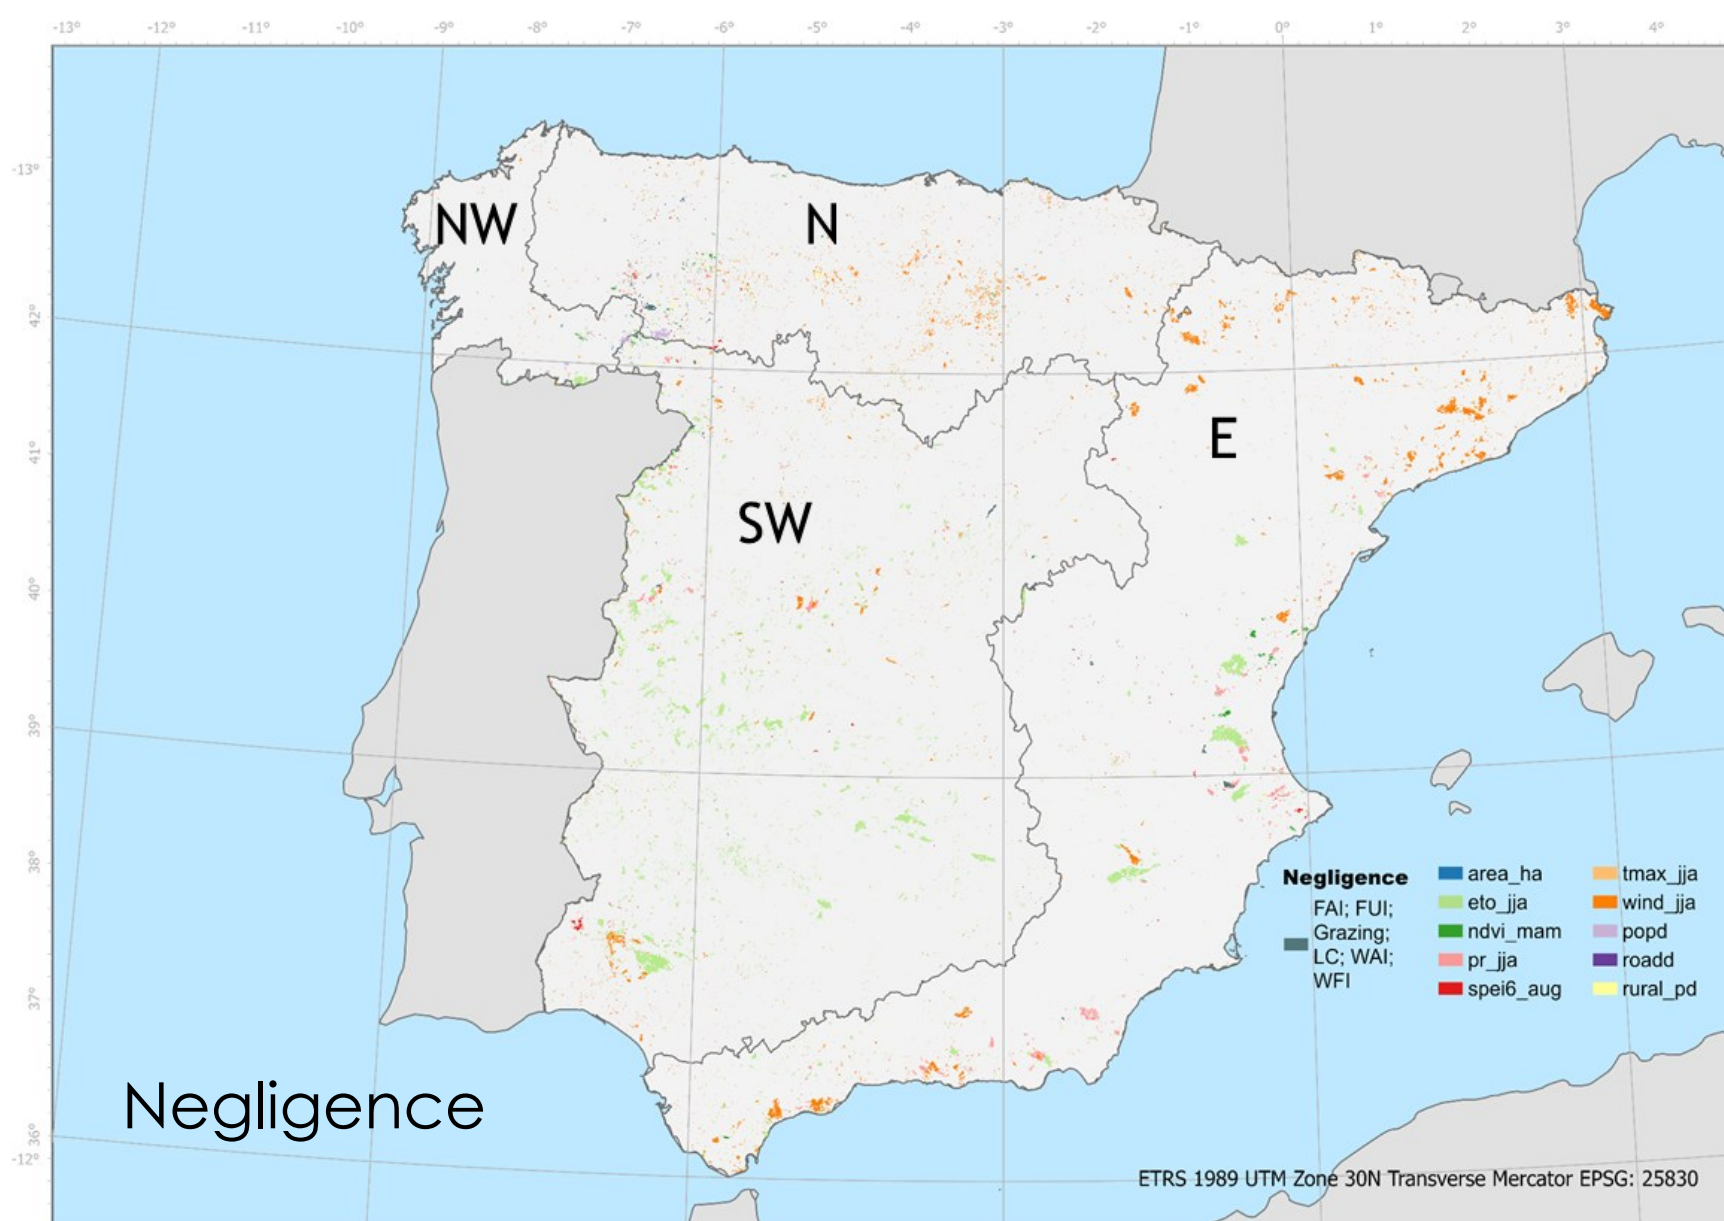 -13° -12° -11° -10° -9° -8° -7° -6° -5° -4° -3° -2° -1° 0° 1° 2° 3° 4°
-13°
NW
N
42°
E
41°
SW
40°
39°
38°
Negligence
FAI; FUI;
Grazing;
LC; WAI;
WFI
area_ha
eto_jja
ndvi_mam
pr_jja
spei6_aug
tmax_jja
wind_jja
popd
roadd
rural_pd
37°
Negligence
36°
-12°
ETRS 1989 UTM Zone 30N Transverse Mercator EPSG: 25830